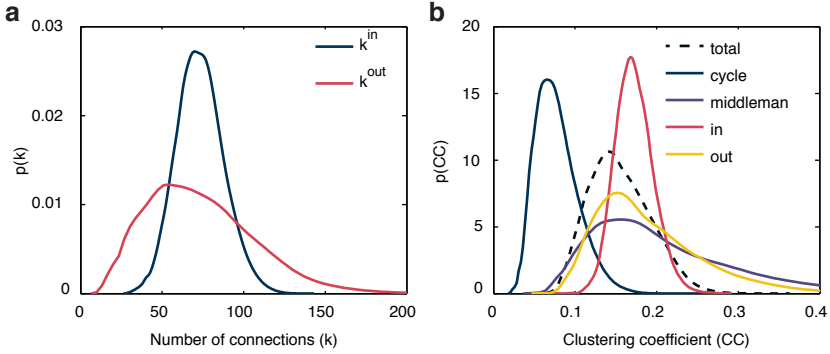 a
p(k)
0.03
0.02
0.01
0
0 50 100 150 200
Number of connections (k)
k^in
k^out
b
p(CC)
20
15
10
5
0
0 0.1 0.2 0.3 0.4
Clustering coefficient (CC)
total
cycle
middleman
in
out